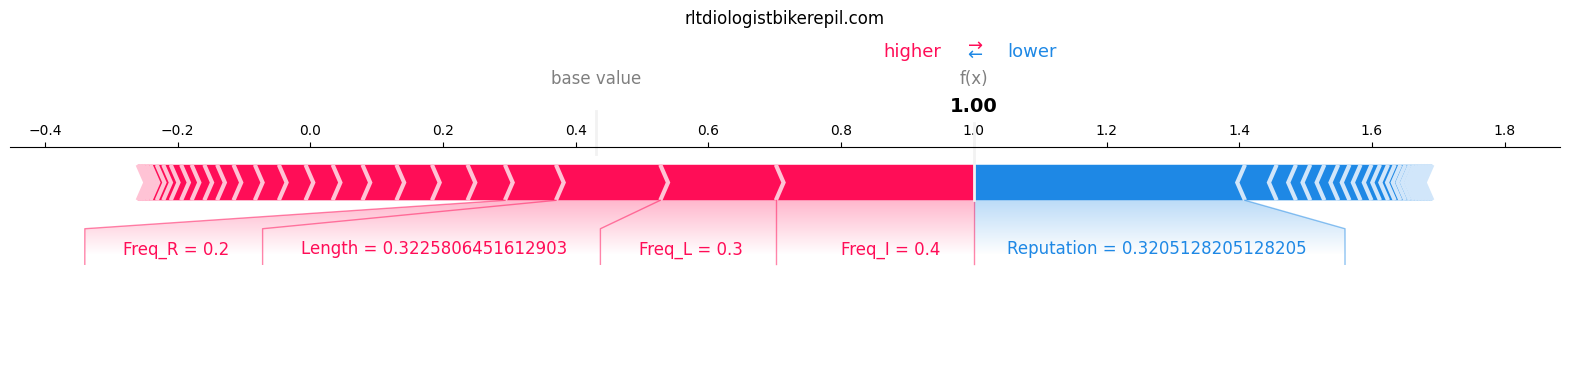 rltdiologistbikerepil.com
higher ⇄ lower
base value f(x)
1.00
−0.4 −0.2 0.0 0.2 0.4 0.6 0.8 1.0 1.2 1.4 1.6 1.8
Freq_R = 0.2 Length = 0.3225806451612903 Freq_L = 0.3 Freq_I = 0.4 Reputation = 0.3205128205128205